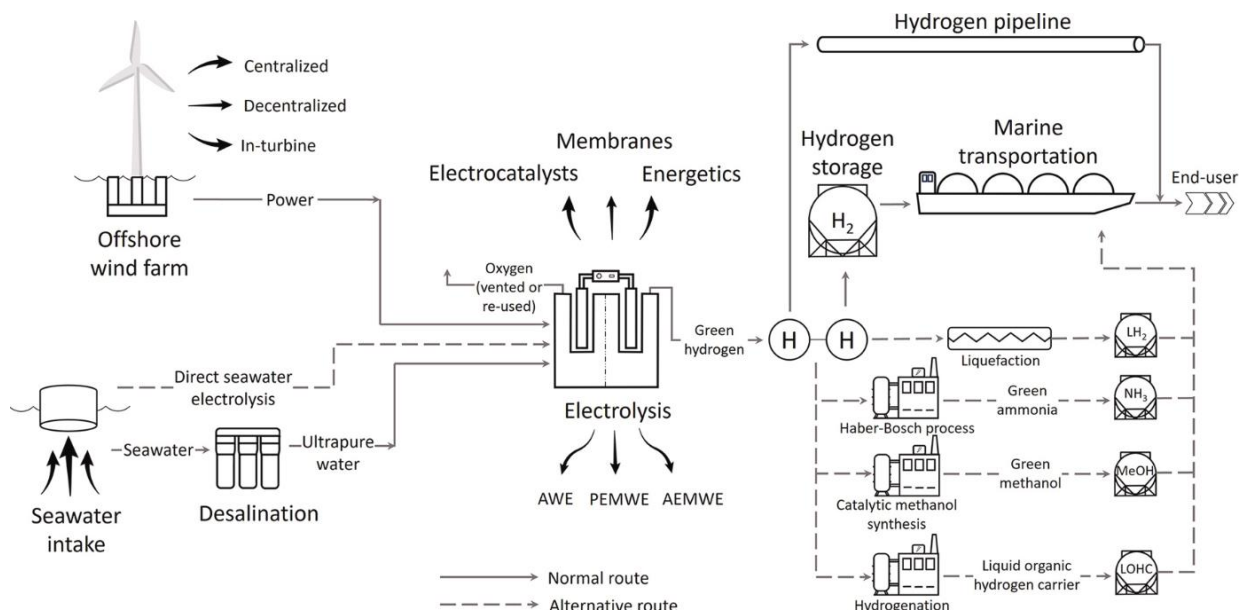 Hydrogen pipeline
Centralized
Decentralized
In-turbine
Power
Offshore
wind farm
Membranes
Electrocatalysts
Energetics
Hydrogen
storage
H2
Marine
transportation
End-user
Oxygen
(vented or
re-used)
Green
hydrogen
H
H
Liquefaction
LH2
Direct seawater
electrolysis
Seawater
Ultrapure
water
Seawater
intake
Desalination
Electrolysis
AWE
PEMWE
AEMWE
Green
ammonia
NH3
Haber-Bosch process
Green
methanol
MeOH
Catalytic methanol
synthesis
Liquid organic
hydrogen carrier
LOHC
Hydrogenation
Normal route
Alternative route